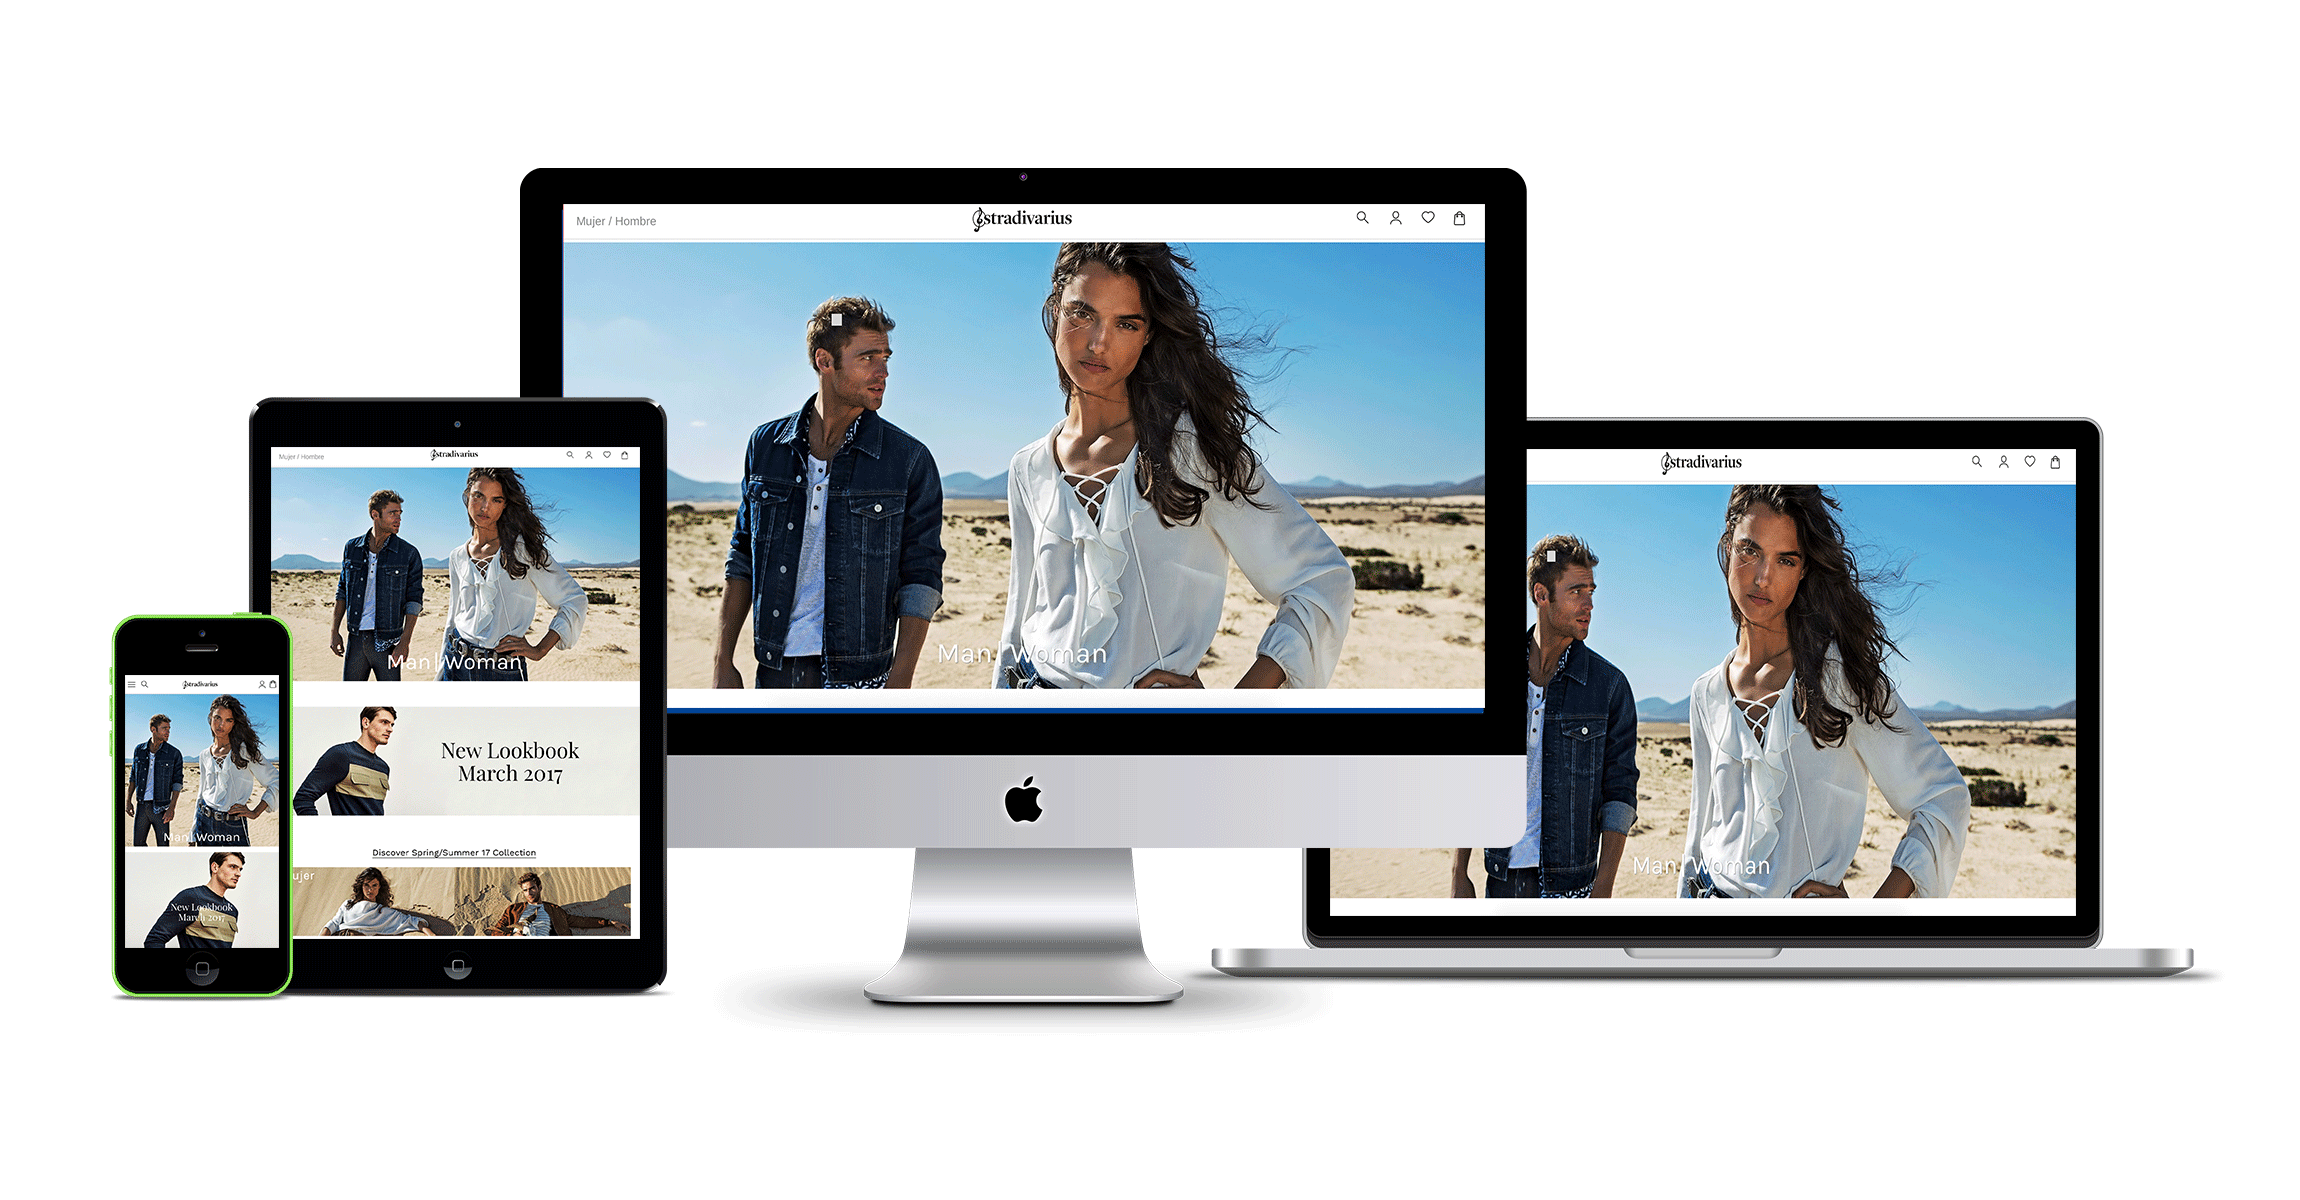 Mujer / Hombre
stradivarius
Man | Woman
Mujer / Hombre
stradivarius
Man | Woman
New Lookbook
March 2017
Discover Spring/Summer 17 Collection
ujer
stradivarius
Man | Woman
New Lookbook
March 2017
stradivarius
Man | Woman